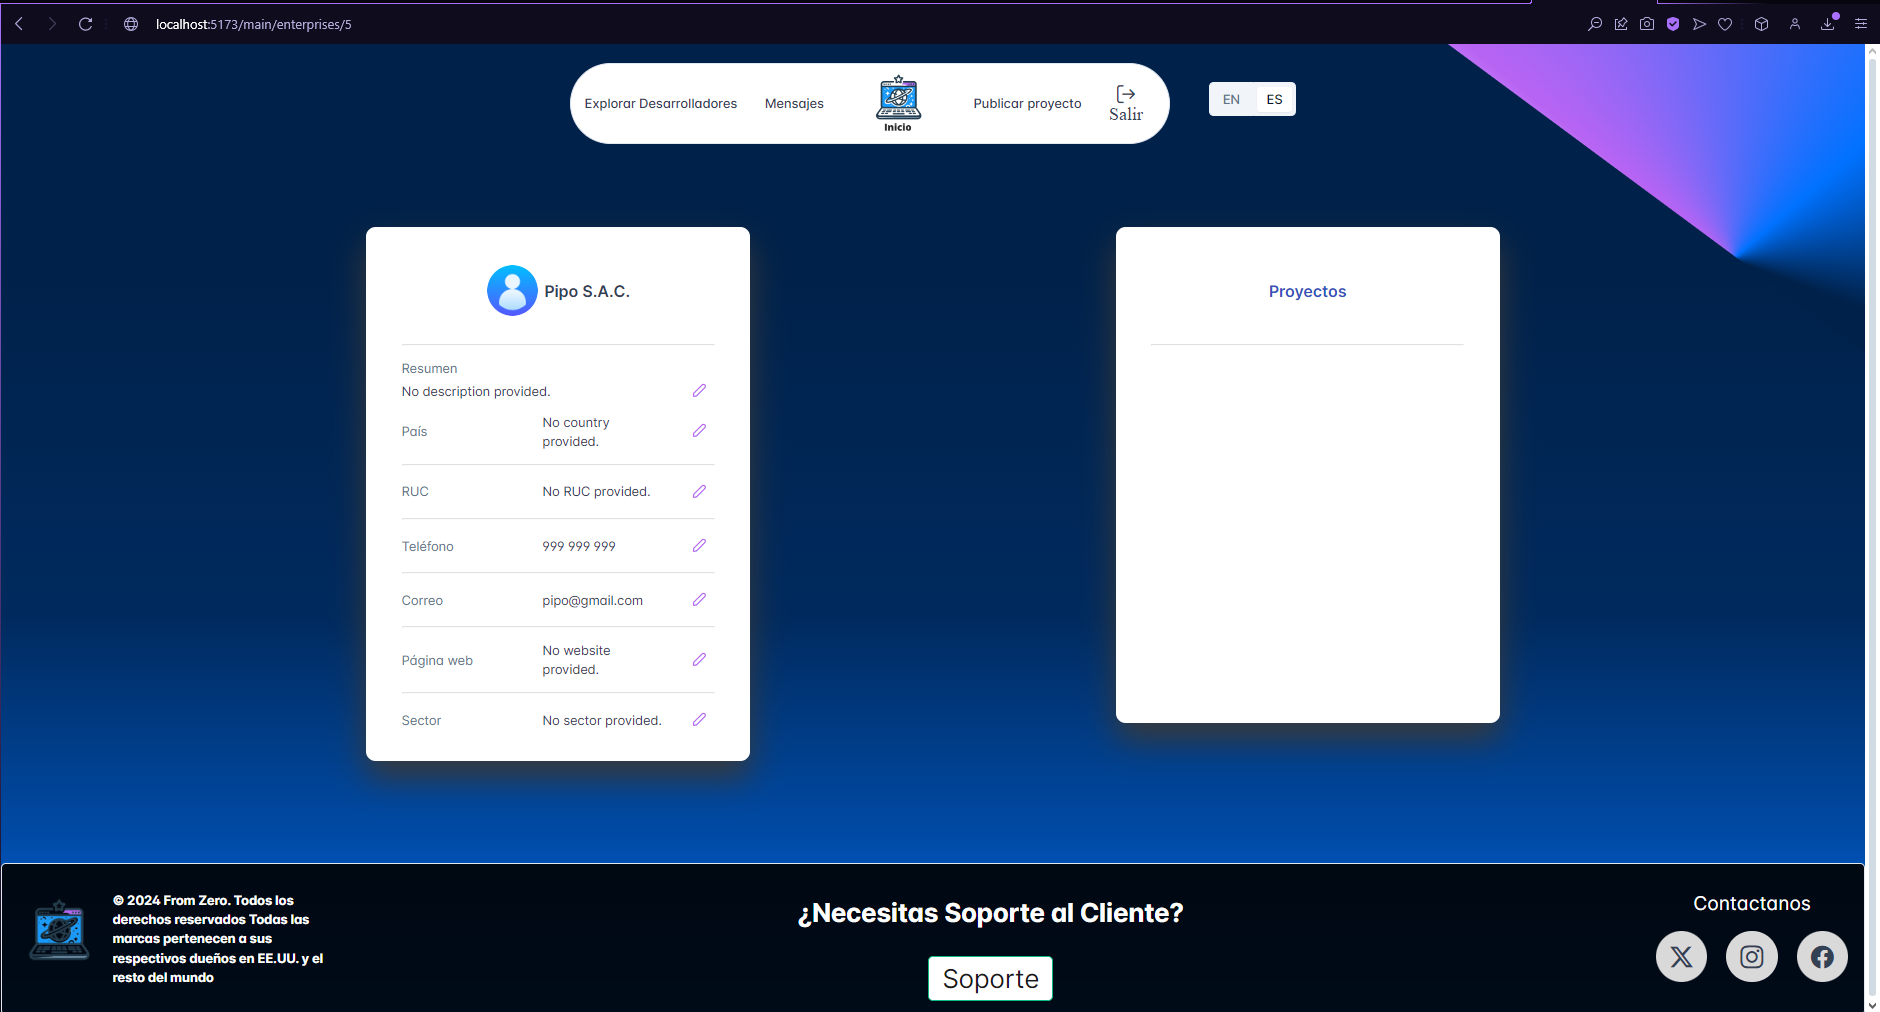 localhost:5173/main/enterprises/5
Explorar Desarrolladores
Mensajes
Inicio
Publicar proyecto
Salir
EN
ES
Pipo S.A.C.
Resumen
No description provided.
País
No country
provided.
RUC
No RUC provided.
Teléfono
999 999 999
Correo
pipo@gmail.com
Página web
No website
provided.
Sector
No sector provided.
Proyectos
© 2024 From Zero. Todos los
derechos reservados Todas las
marcas pertenecen a sus
respectivos dueños en EE.UU. y el
resto del mundo
¿Necesitas Soporte al Cliente?
Soporte
Contactanos